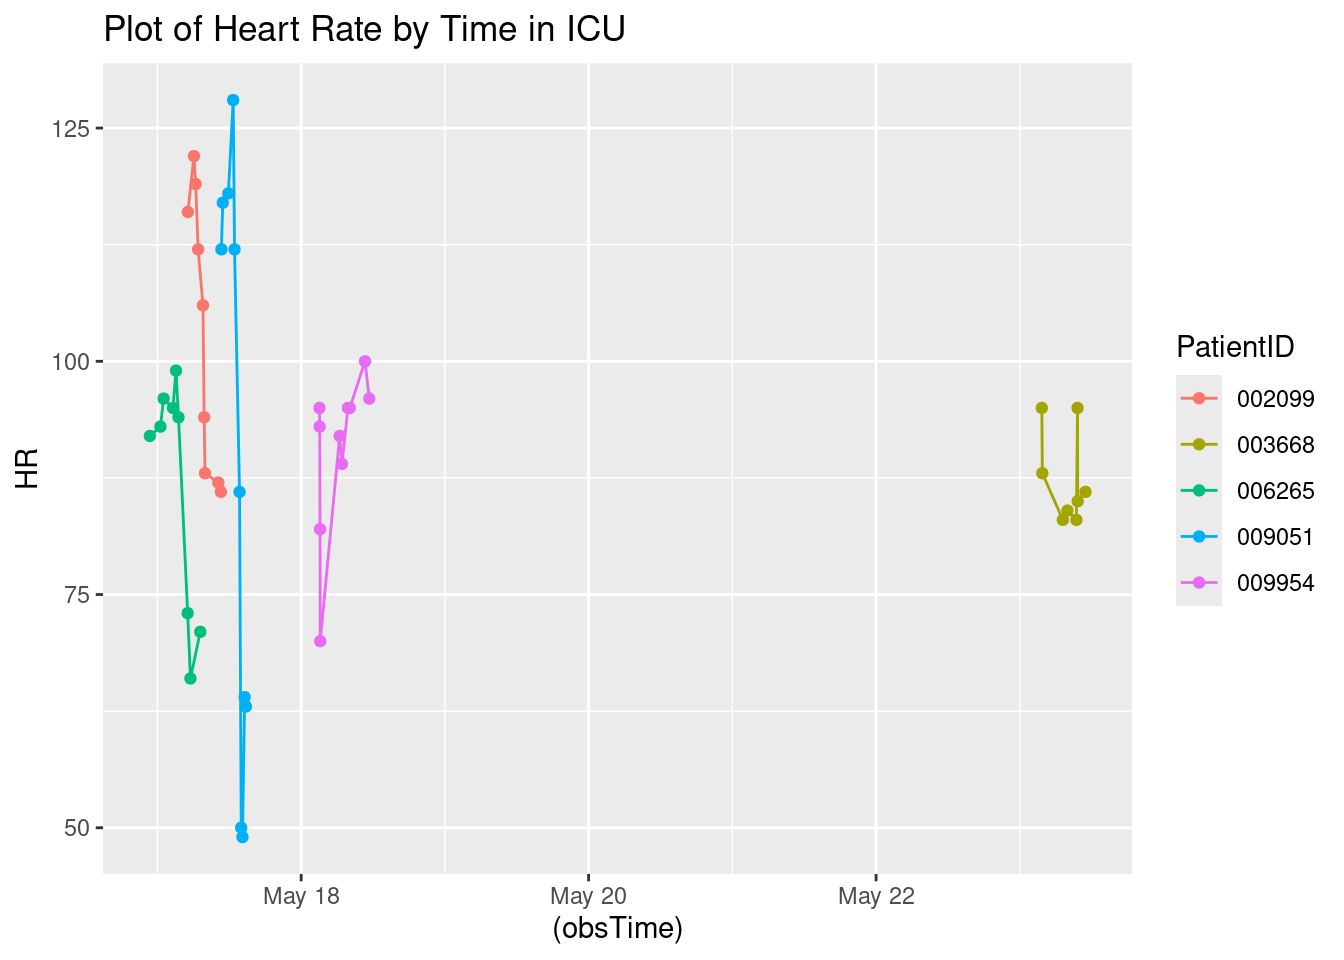 Plot of Heart Rate by Time in ICU
125
100
75
50
HR
May 18
May 20
May 22
(obsTime)
PatientID
002099
003668
006265
009051
009954